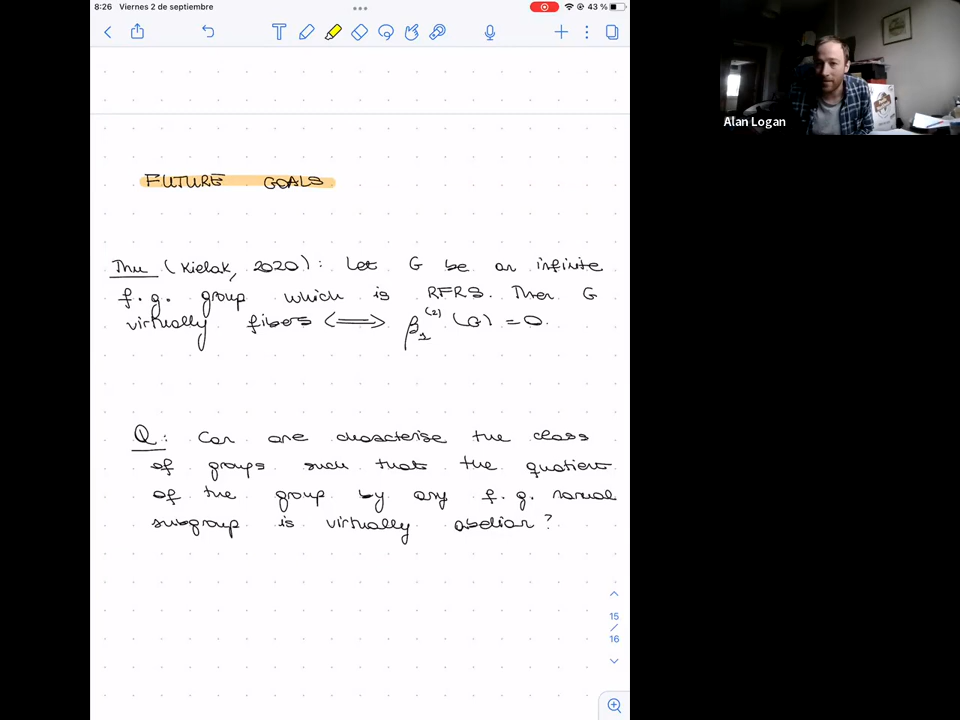 8:26 Viernes 2 de septiembre
43 %
Alan Logan
FUTURE GOALS
Thm (Kielak, 2020): Let G be an infinite
f.g. group which is RFRS. Then G
virtually fibers ⟺ β₁⁽²⁾(G) = 0.
Q: Can one characterise the class
of groups such that the quotient
of the group by any f.g. normal
subgroup is virtually abelian?
15
/
16